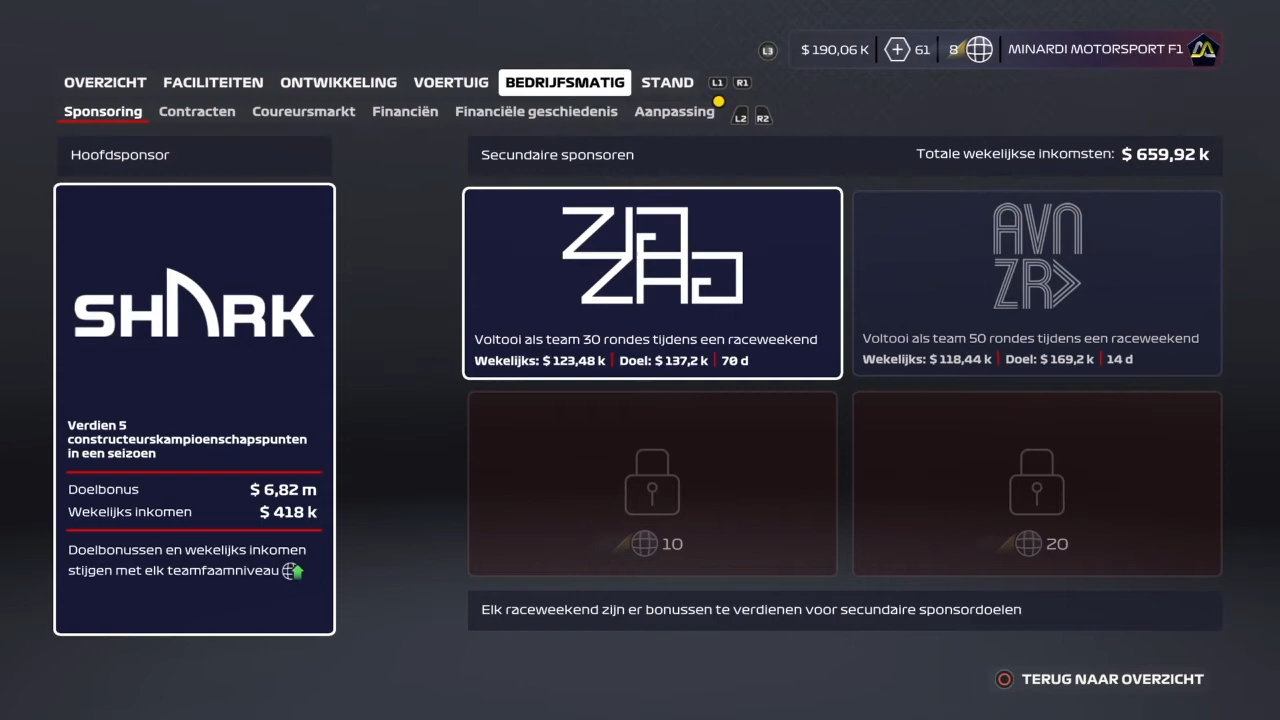 L3 $ 190,06 K 61 8 MINARDI MOTORSPORT F1
OVERZICHT FACILITEITEN ONTWIKKELING VOERTUIG BEDRIJFSMATIG STAND L1 R1
Sponsoring Contracten Coureursmarkt Financiën Financiële geschiedenis Aanpassing L2 R2
Hoofdsponsor
SHARK
Verdien 5
constructeurskampioenschapspunten
in een seizoen
Doelbonus $ 6,82 m
Wekelijks inkomen $ 418 k
Doelbonussen en wekelijks inkomen
stijgen met elk teamfaamniveau
Secundaire sponsoren Totale wekelijkse inkomsten: $ 659,92 k
ZIG
ZAG
Voltooi als team 30 rondes tijdens een raceweekend
Wekelijks: $ 123,48 k Doel: $ 137,2 k 70 d
AVN
ZR
Voltooi als team 50 rondes tijdens een raceweekend
Wekelijks: $ 118,44 k Doel: $ 169,2 k 14 d
10
20
Elk raceweekend zijn er bonussen te verdienen voor secundaire sponsordoelen
TERUG NAAR OVERZICHT